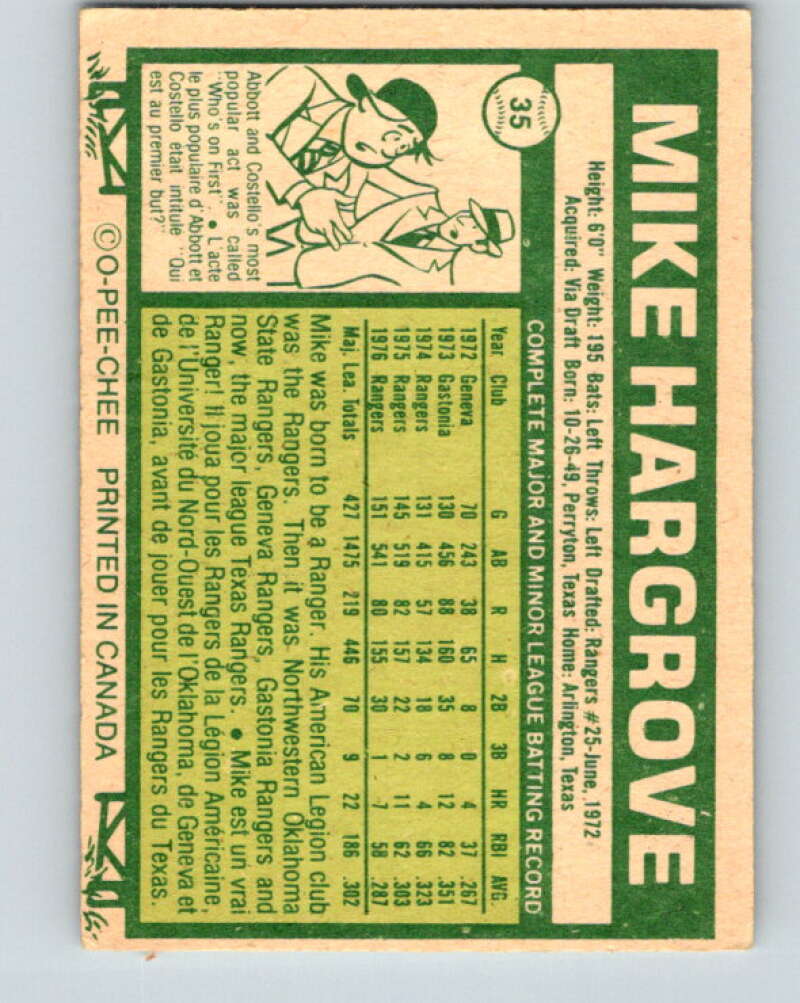 35
MIKE HARGROVE
Height: 6'0" Weight: 195 Bats: Left Throws: Left Drafted: Rangers #25-June, 1972
Acquired: Via Draft Born: 10-26-49, Perryton, Texas Home: Arlington, Texas
COMPLETE MAJOR AND MINOR LEAGUE BATTING RECORD
Year Club G AB R H 2B 3B HR RBI AVG.
1972 Geneva 70 243 38 65 8 0 4 37 .267
1973 Gastonia 130 456 88 160 35 8 12 82 .351
1974 Rangers 131 415 57 134 18 6 4 66 .323
1975 Rangers 145 519 82 157 22 2 11 62 .303
1976 Rangers 151 541 80 155 30 1 7 58 .287
Maj. Lea. Totals 427 1475 219 446 70 9 22 186 .302
Mike was born to be a Ranger. His American Legion club
was the Rangers. Then it was Northwestern Oklahoma
State Rangers, Geneva Rangers, Gastonia Rangers and
now, the major league Texas Rangers. • Mike est un vrai
Ranger! Il joua pour les Rangers de la Légion Américaine,
de l'Université du Nord-Ouest de l'Oklahoma, de Geneva et
de Gastonia, avant de jouer pour les Rangers du Texas.
Abbott and Costello's most
popular act was called
"Who's on First". • L'acte
le plus populaire d'Abbott et
Costello était intitulé "Qui
est au premier but?"
©O-PEE-CHEE PRINTED IN CANADA